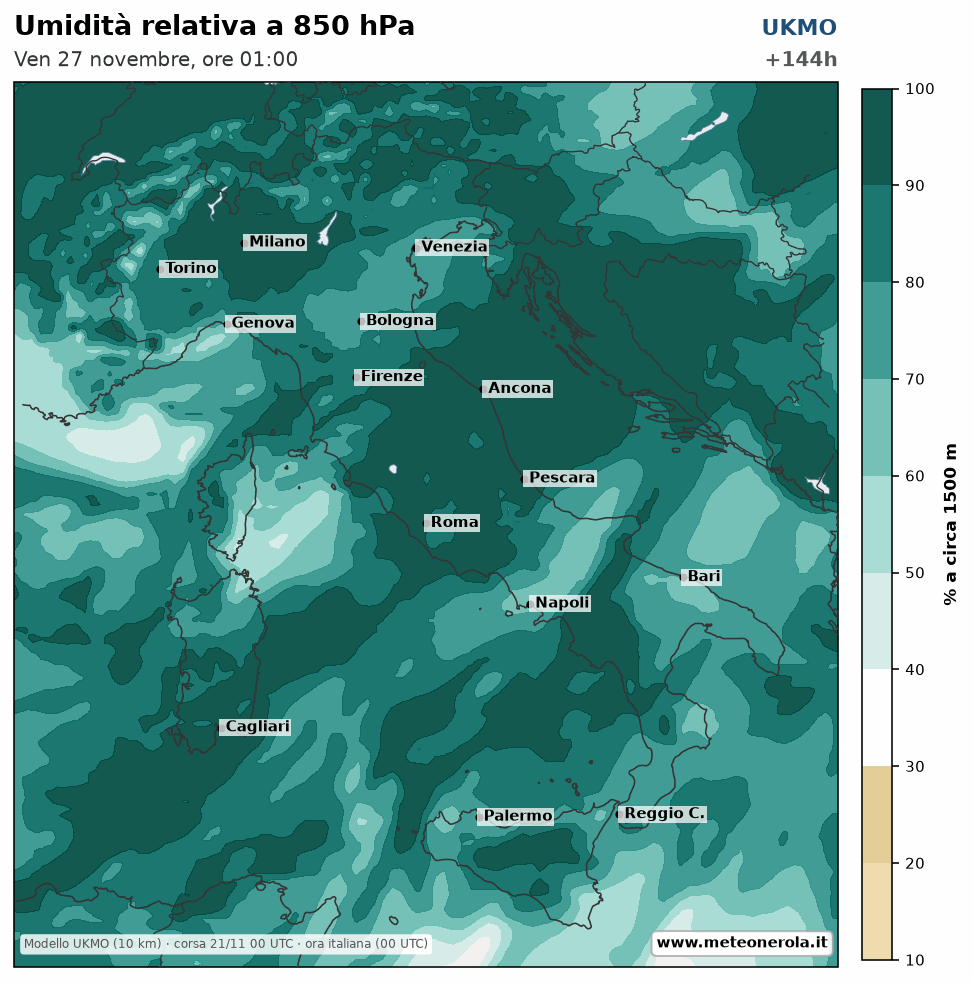 Umidità relativa a 850 hPa
UKMO
Ven 27 novembre, ore 01:00
+144h
Milano
Venezia
Torino
Genova
Bologna
Firenze
Ancona
Pescara
Roma
Bari
Napoli
Cagliari
Palermo
Reggio C.
100
90
80
70
60
50
40
30
20
10
% a circa 1500 m
Modello UKMO (10 km) · corsa 21/11 00 UTC · ora italiana (00 UTC)
www.meteonerola.it